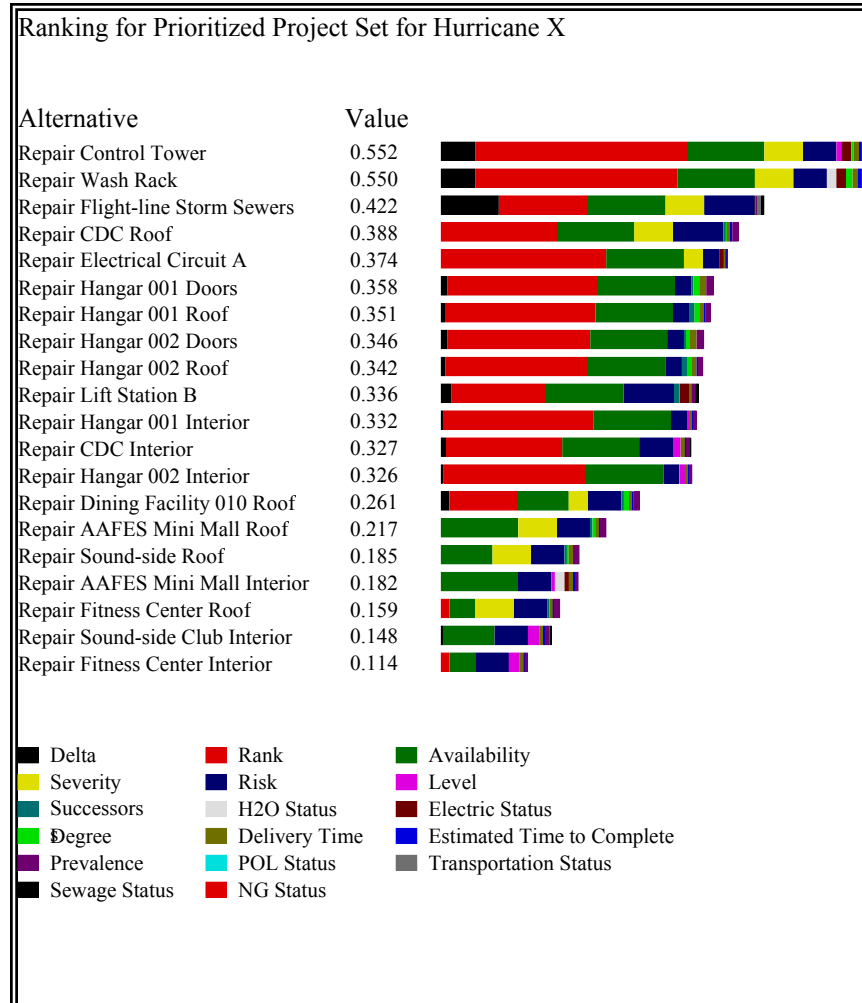 Ranking for Prioritized Project Set for Hurricane X
Alternative Value
Repair Control Tower 0.552
Repair Wash Rack 0.550
Repair Flight-line Storm Sewers 0.422
Repair CDC Roof 0.388
Repair Electrical Circuit A 0.374
Repair Hangar 001 Doors 0.358
Repair Hangar 001 Roof 0.351
Repair Hangar 002 Doors 0.346
Repair Hangar 002 Roof 0.342
Repair Lift Station B 0.336
Repair Hangar 001 Interior 0.332
Repair CDC Interior 0.327
Repair Hangar 002 Interior 0.326
Repair Dining Facility 010 Roof 0.261
Repair AAFES Mini Mall Roof 0.217
Repair Sound-side Roof 0.185
Repair AAFES Mini Mall Interior 0.182
Repair Fitness Center Roof 0.159
Repair Sound-side Club Interior 0.148
Repair Fitness Center Interior 0.114
Delta Rank Availability
Severity Risk Level
Successors H2O Status Electric Status
s
Degree Delivery Time Estimated Time to Complete
Prevalence POL Status Transportation Status
Sewage Status NG Status